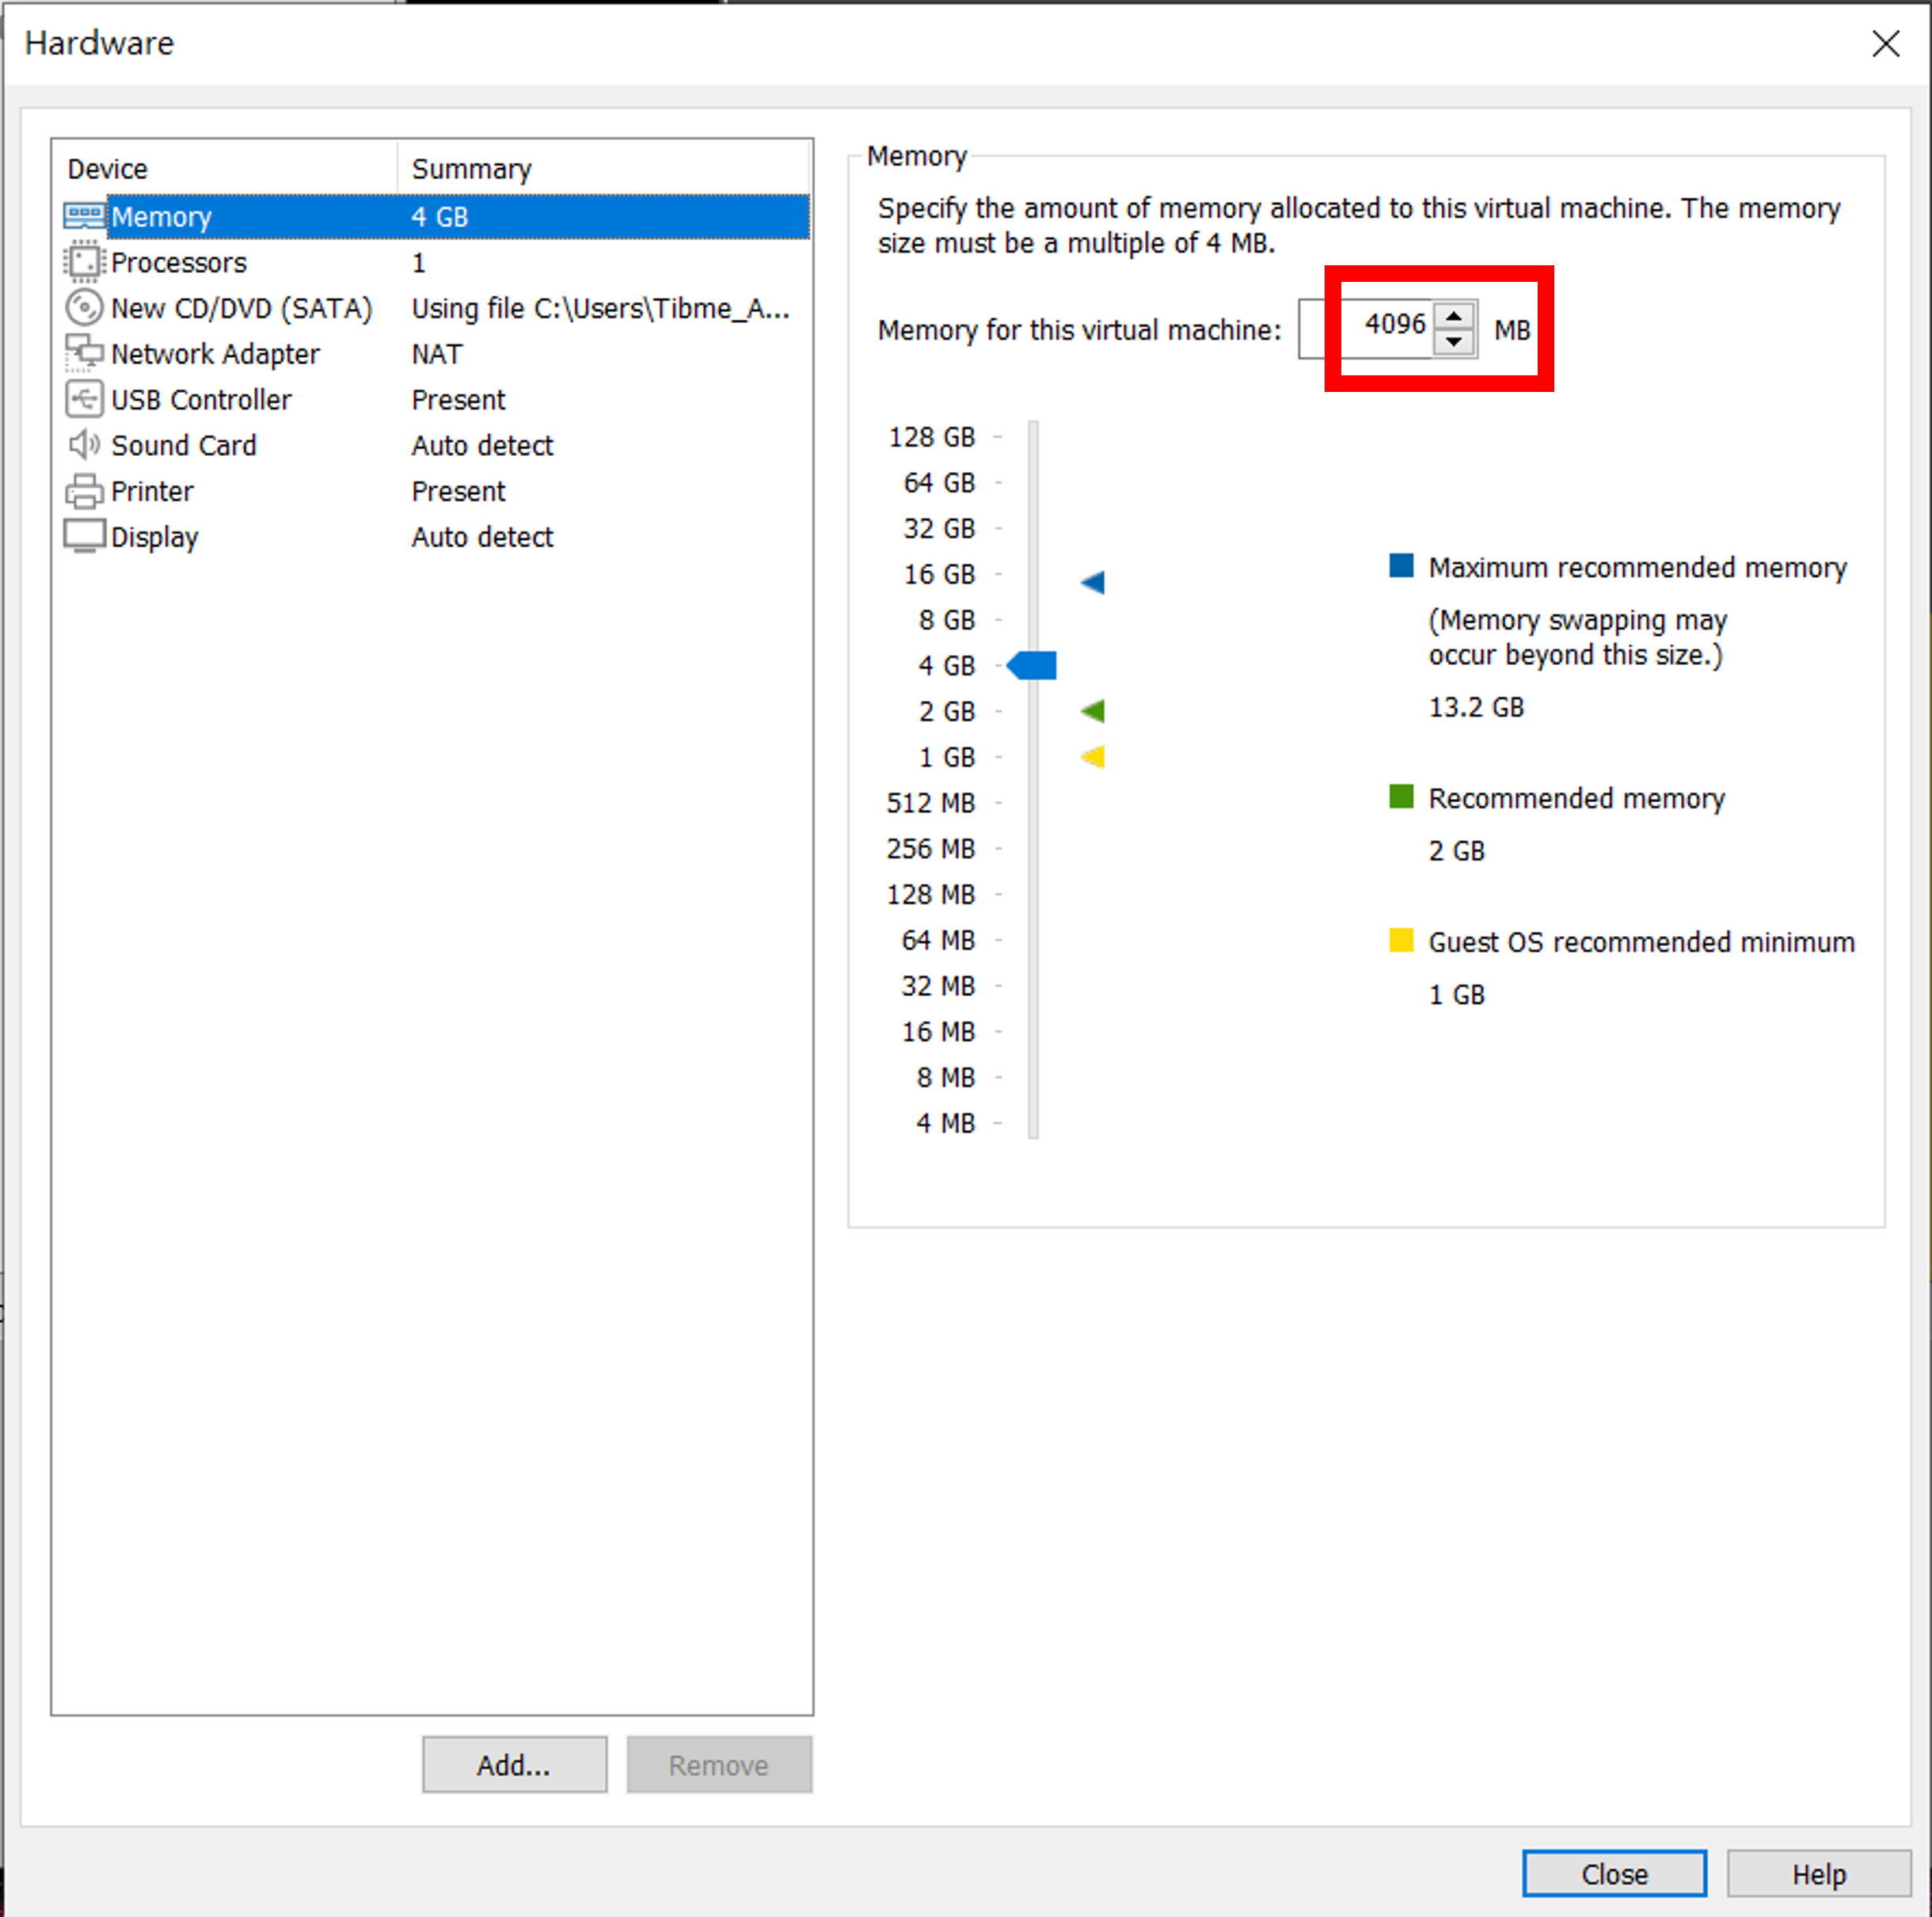 Hardware
Device Summary
Memory 4 GB
Processors 1
New CD/DVD (SATA) Using file C:\Users\Tibme_A...
Network Adapter NAT
USB Controller Present
Sound Card Auto detect
Printer Present
Display Auto detect
Add...
Remove
Memory
Specify the amount of memory allocated to this virtual machine. The memory
size must be a multiple of 4 MB.
Memory for this virtual machine: 4096 MB
128 GB
64 GB
32 GB
16 GB
8 GB
4 GB
2 GB
1 GB
512 MB
256 MB
128 MB
64 MB
32 MB
16 MB
8 MB
4 MB
Maximum recommended memory
(Memory swapping may
occur beyond this size.)
13.2 GB
Recommended memory
2 GB
Guest OS recommended minimum
1 GB
Close
Help